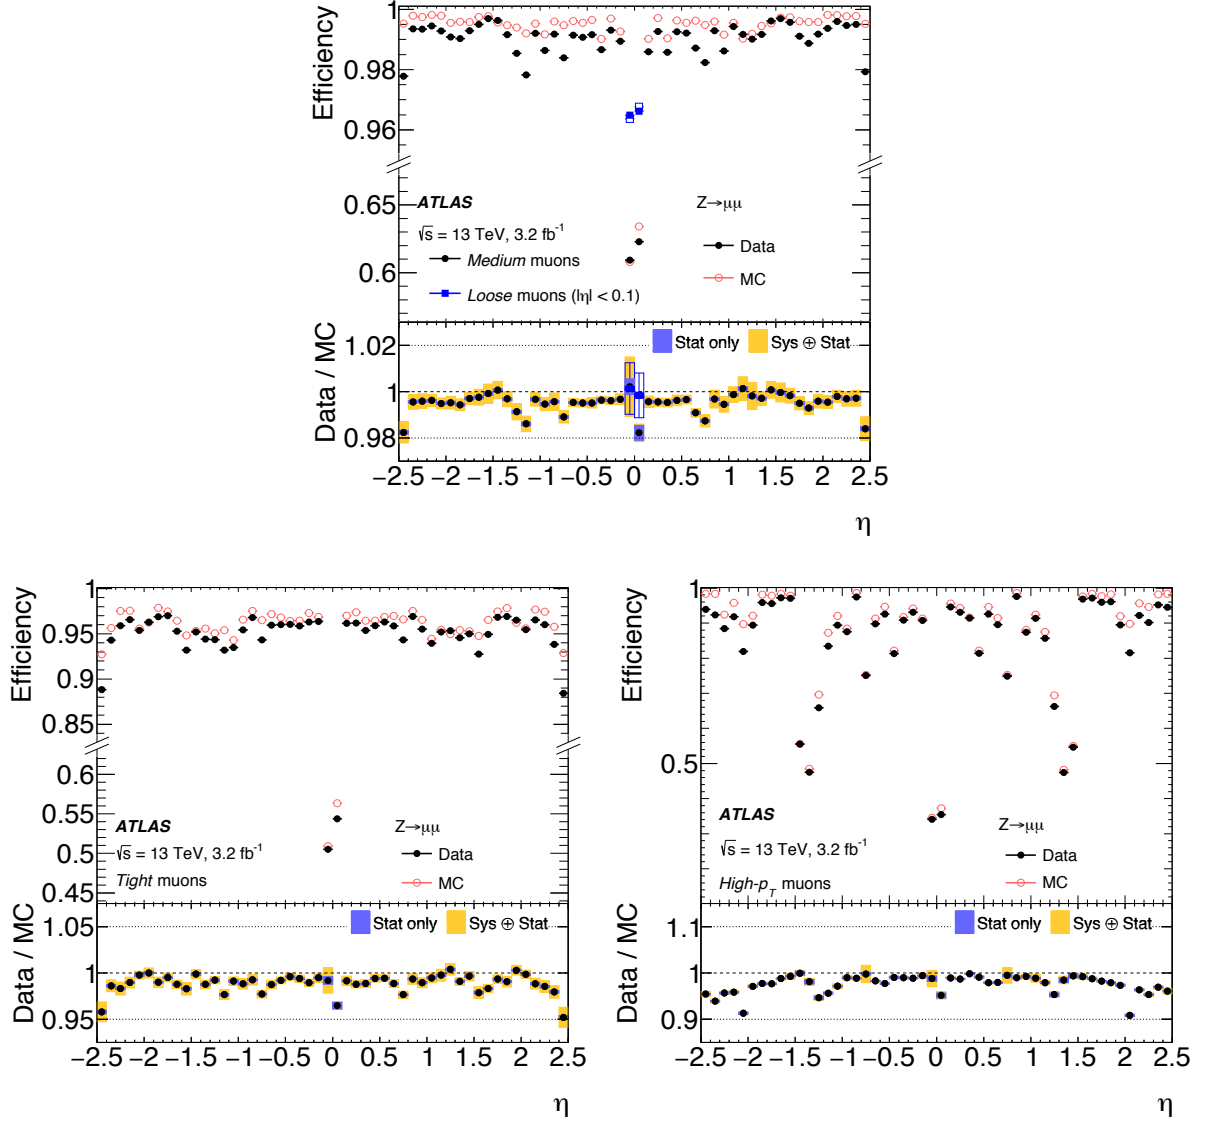 Efficiency
1
0.98
0.96
0.65
0.6
ATLAS
√s = 13 TeV, 3.2 fb-1
Medium muons
Loose muons (|η| < 0.1)
Z→μμ
Data
MC
Data / MC
1.02
1
0.98
Stat only
Sys ⊕ Stat
−2.5 −2 −1.5 −1 −0.5 0 0.5 1 1.5 2 2.5
η
Efficiency
1
0.95
0.9
0.85
0.6
0.55
0.5
0.45
ATLAS
√s = 13 TeV, 3.2 fb-1
Tight muons
Z→μμ
Data
MC
Data / MC
1.05
1
0.95
Stat only
Sys ⊕ Stat
−2.5 −2 −1.5 −1 −0.5 0 0.5 1 1.5 2 2.5
η
Efficiency
1
0.5
ATLAS
√s = 13 TeV, 3.2 fb-1
High-pT muons
Z→μμ
Data
MC
Data / MC
1.1
1
0.9
Stat only
Sys ⊕ Stat
−2.5 −2 −1.5 −1 −0.5 0 0.5 1 1.5 2 2.5
η